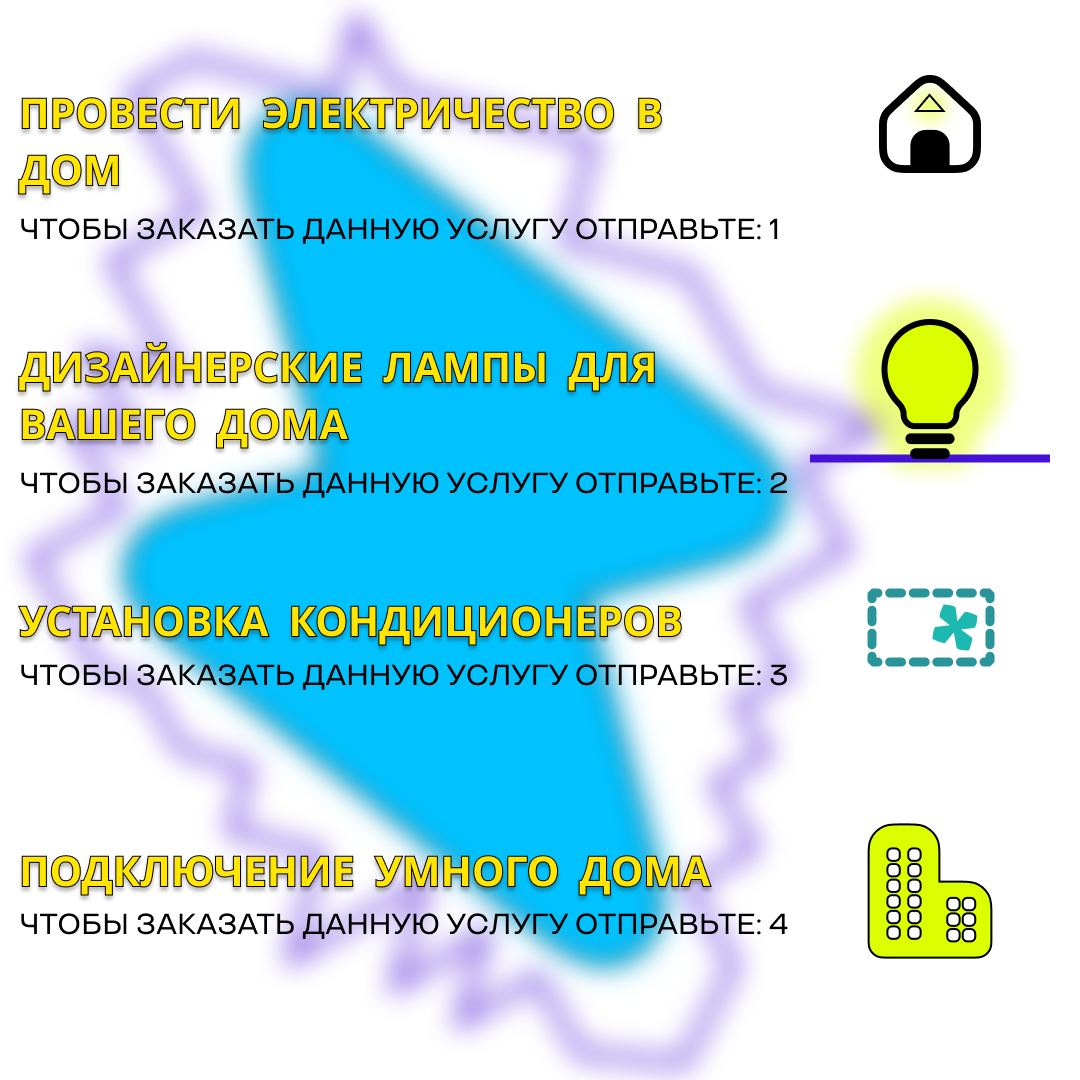 ПРОВЕСТИ ЭЛЕКТРИЧЕСТВО В
ДОМ
ЧТОБЫ ЗАКАЗАТЬ ДАННУЮ УСЛУГУ ОТПРАВЬТЕ: 1
ДИЗАЙНЕРСКИЕ ЛАМПЫ ДЛЯ
ВАШЕГО ДОМА
ЧТОБЫ ЗАКАЗАТЬ ДАННУЮ УСЛУГУ ОТПРАВЬТЕ: 2
УСТАНОВКА КОНДИЦИОНЕРОВ
ЧТОБЫ ЗАКАЗАТЬ ДАННУЮ УСЛУГУ ОТПРАВЬТЕ: 3
ПОДКЛЮЧЕНИЕ УМНОГО ДОМА
ЧТОБЫ ЗАКАЗАТЬ ДАННУЮ УСЛУГУ ОТПРАВЬТЕ: 4